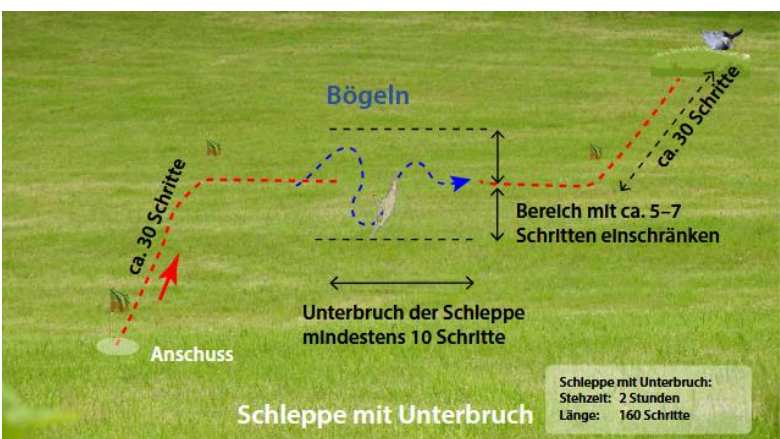 Bögeln
ca. 30 Schritte
ca. 30 Schritte
Bereich mit ca. 5–7
Schritten einschränken
Unterbruch der Schleppe
mindestens 10 Schritte
Anschuss
Schleppe mit Unterbruch:
Stehzeit: 2 Stunden
Länge: 160 Schritte
Schleppe mit Unterbruch